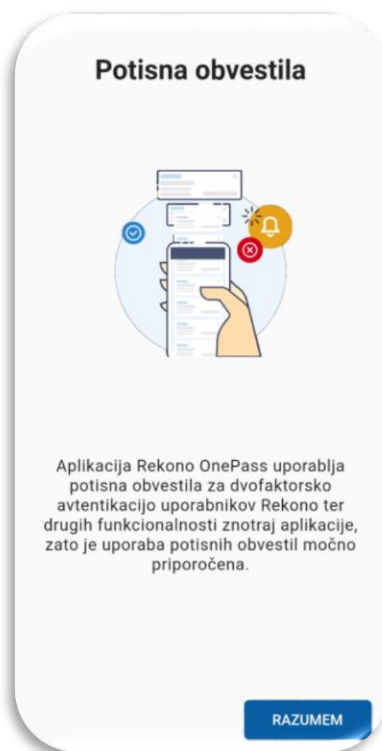 Potisna obvestila
Aplikacija Rekono OnePass uporablja
potisna obvestila za dvofaktorsko
avtentikacijo uporabnikov Rekono ter
drugih funkcionalnosti znotraj aplikacije,
zato je uporaba potisnih obvestil močno
priporočena.
RAZUMEM